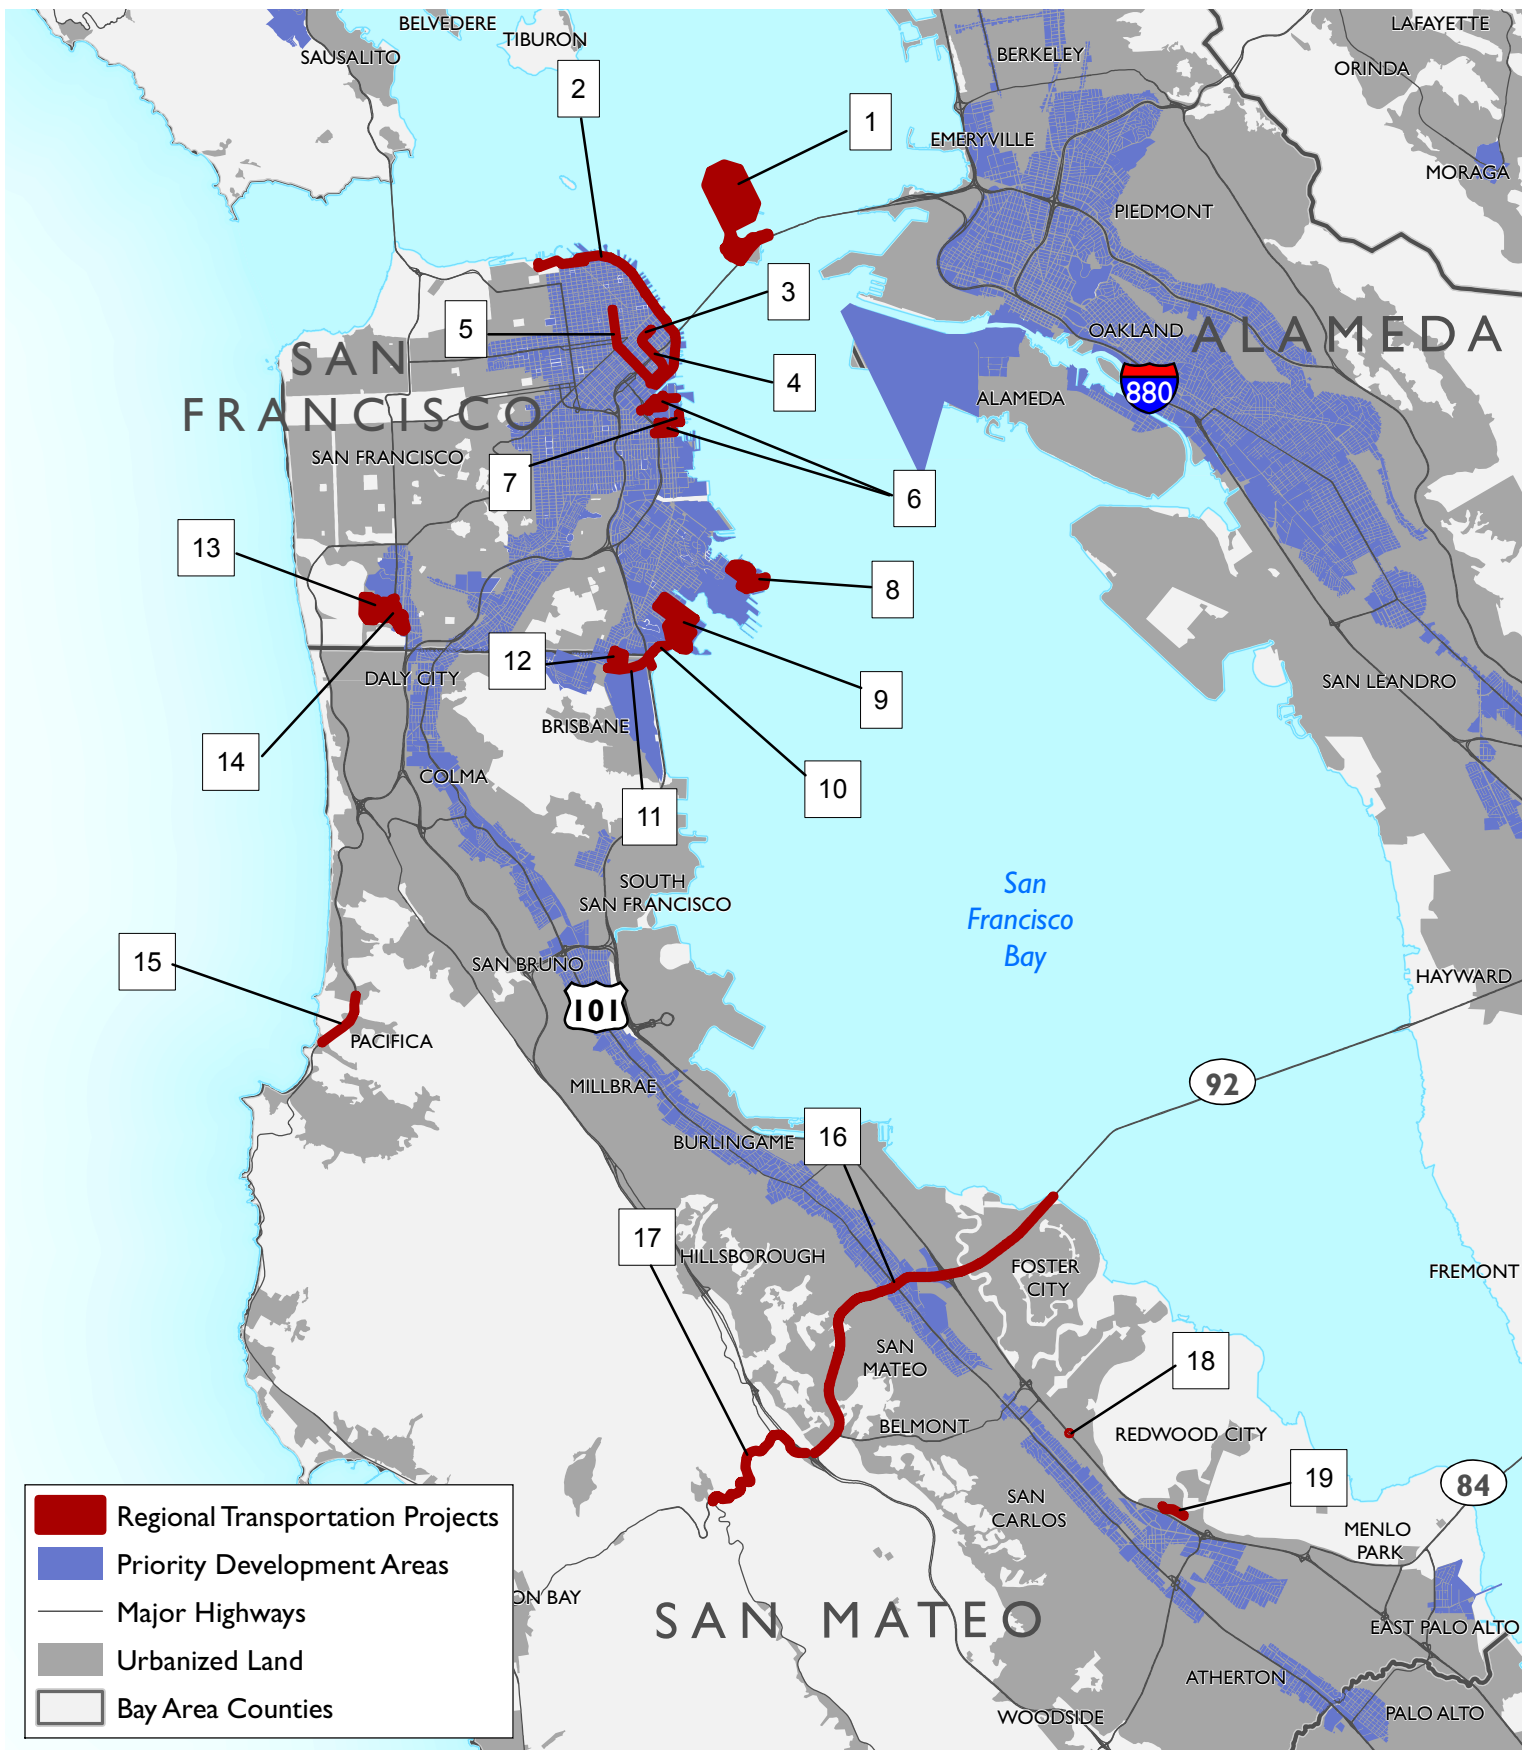 BELVEDERE
TIBURON
SAUSALITO
LAFAYETTE
BERKELEY
ORINDA
2
1
EMERYVILLE
MORAGA
PIEDMONT
3
5
OAKLAND
ALAMEDA
SAN
FRANCISCO
4
880
ALAMEDA
SAN FRANCISCO
7
6
13
8
12
DALY CITY
9
SAN LEANDRO
BRISBANE
14
COLMA
10
11
SOUTH
SAN FRANCISCO
San
Francisco
Bay
15
SAN BRUNO
HAYWARD
101
PACIFICA
MILLBRAE
92
BURLINGAME
16
17
HILLSBOROUGH
FOSTER
CITY
FREMONT
SAN
MATEO
18
BELMONT
REDWOOD CITY
19
84
SAN
CARLOS
MENLO
PARK
ON BAY
SAN MATEO
EAST PALO ALTO
ATHERTON
PALO ALTO
WOODSIDE
Regional Transportation Projects
Priority Development Areas
Major Highways
Urbanized Land
Bay Area Counties